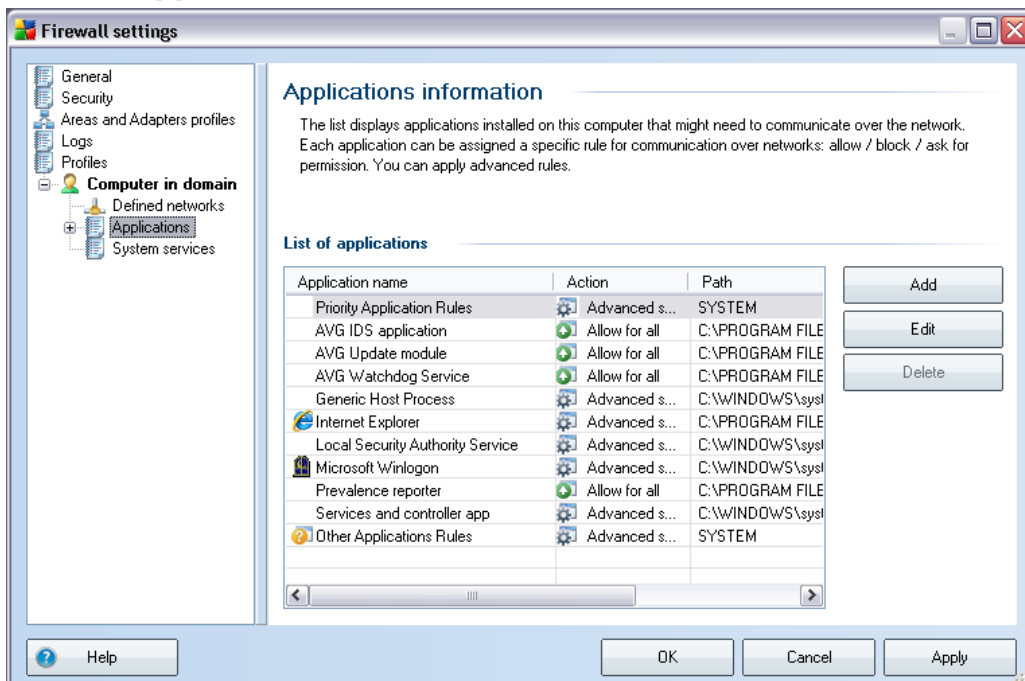 Firewall settings
General
Security
Areas and Adapters profiles
Logs
Profiles
Computer in domain
Defined networks
Applications
System services
Applications information
The list displays applications installed on this computer that might need to communicate over the network.
Each application can be assigned a specific rule for communication over networks: allow / block / ask for
permission. You can apply advanced rules.
List of applications
Application name Action Path
Priority Application Rules Advanced s... SYSTEM
AVG IDS application Allow for all C:\PROGRAM FILE
AVG Update module Allow for all C:\PROGRAM FILE
AVG Watchdog Service Allow for all C:\PROGRAM FILE
Generic Host Process Advanced s... C:\WINDOWS\syst
Internet Explorer Advanced s... C:\PROGRAM FILE
Local Security Authority Service Advanced s... C:\WINDOWS\syst
Microsoft Winlogon Advanced s... C:\WINDOWS\syst
Prevalence reporter Allow for all C:\PROGRAM FILE
Services and controller app Advanced s... C:\WINDOWS\syst
Other Applications Rules Advanced s... SYSTEM
Add
Edit
Delete
Help
OK
Cancel
Apply